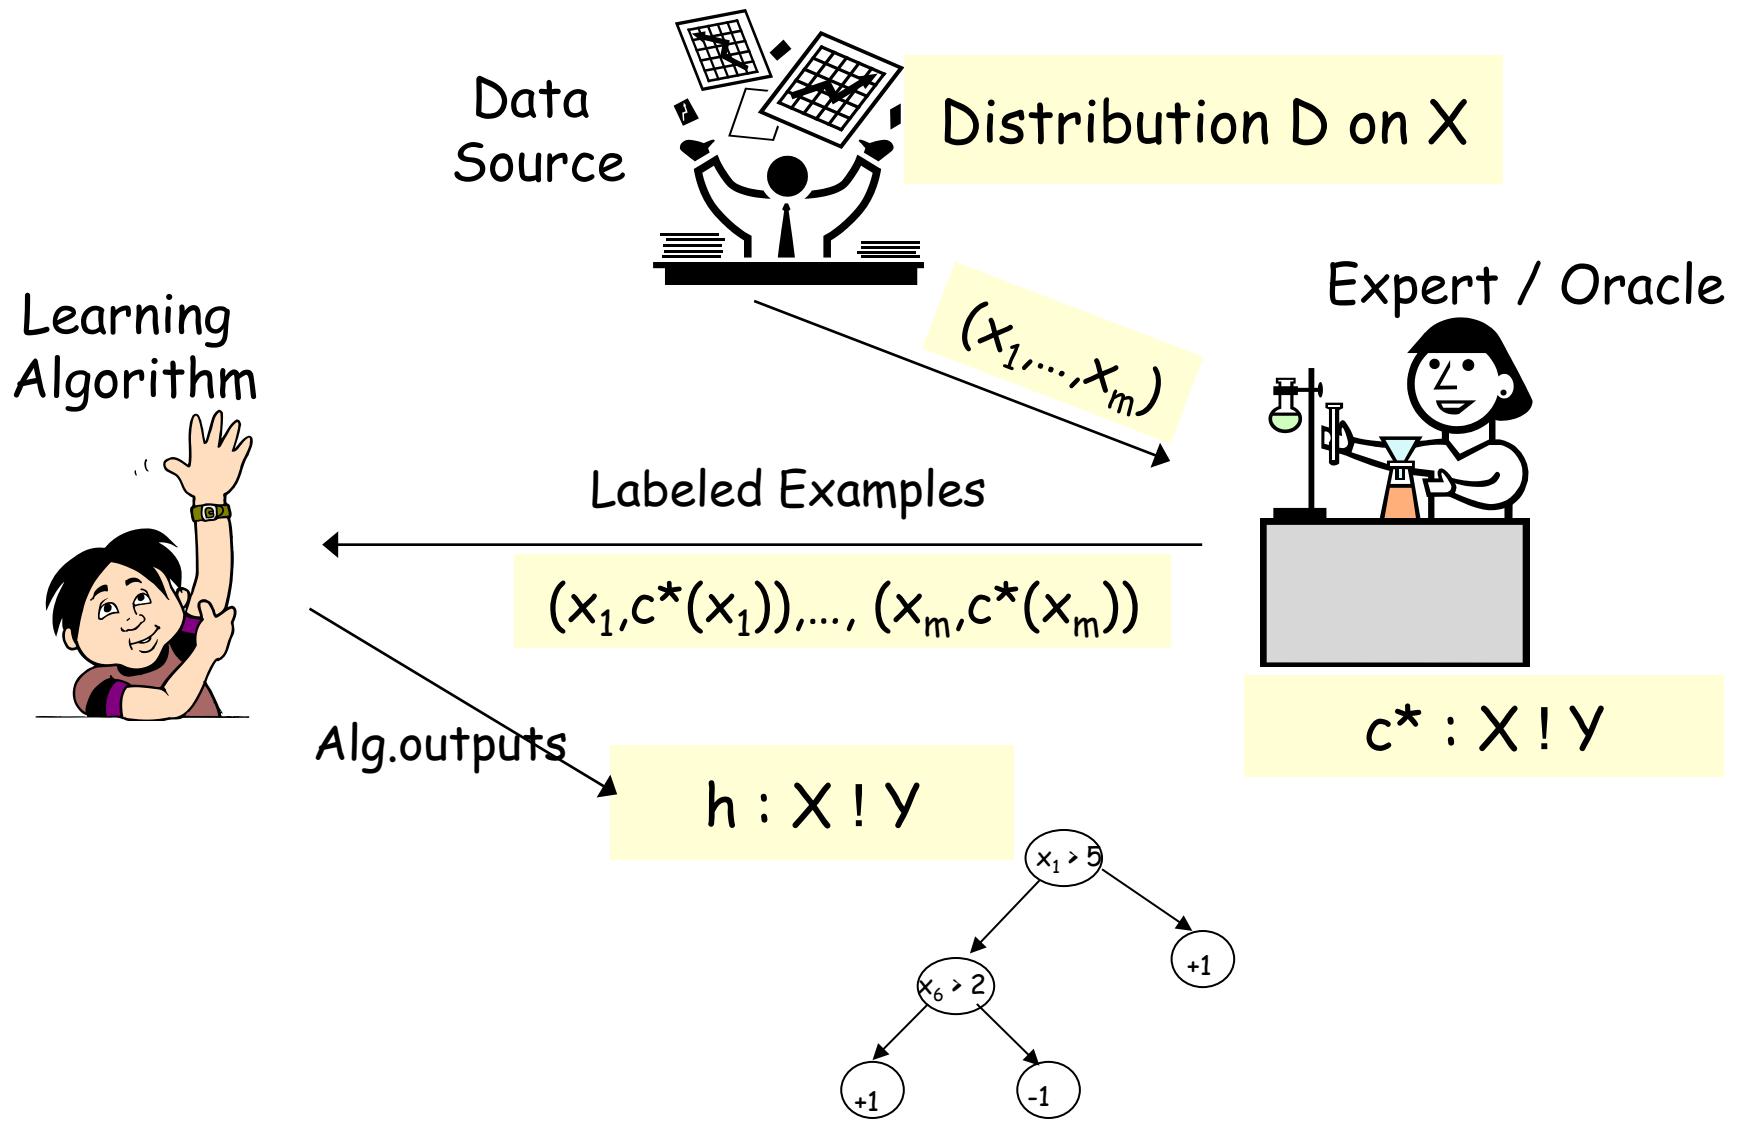 Data
Source
Distribution D on X
Expert / Oracle
Learning
Algorithm
(x₁,...,xₘ)
Labeled Examples
(x₁,c*(x₁)),..., (xₘ,c*(xₘ))
c* : X ! Y
Alg.outputs
h : X ! Y
x₁ > 5
+1
x₆ > 2
+1
-1